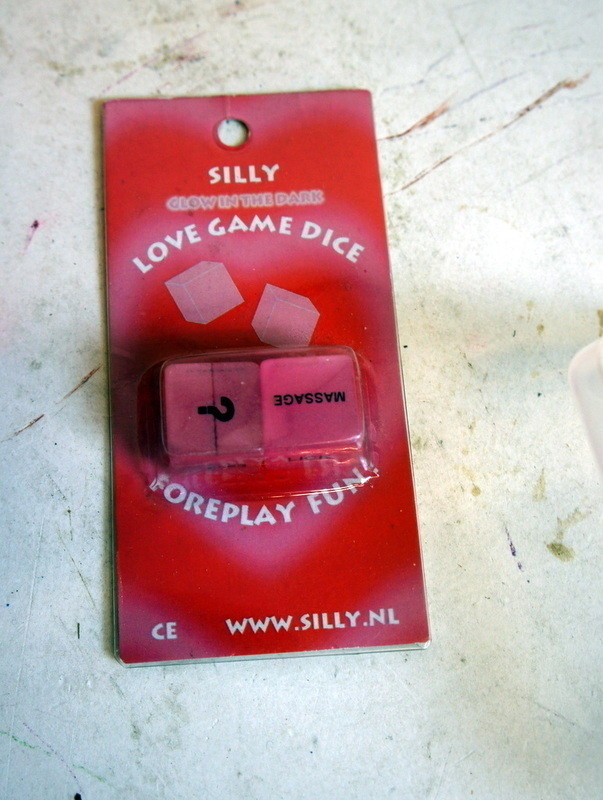 SILLY
GLOW IN THE DARK
LOVE GAME DICE
?
MASSAGE
FOREPLAY FUN!
CE
WWW.SILLY.NL